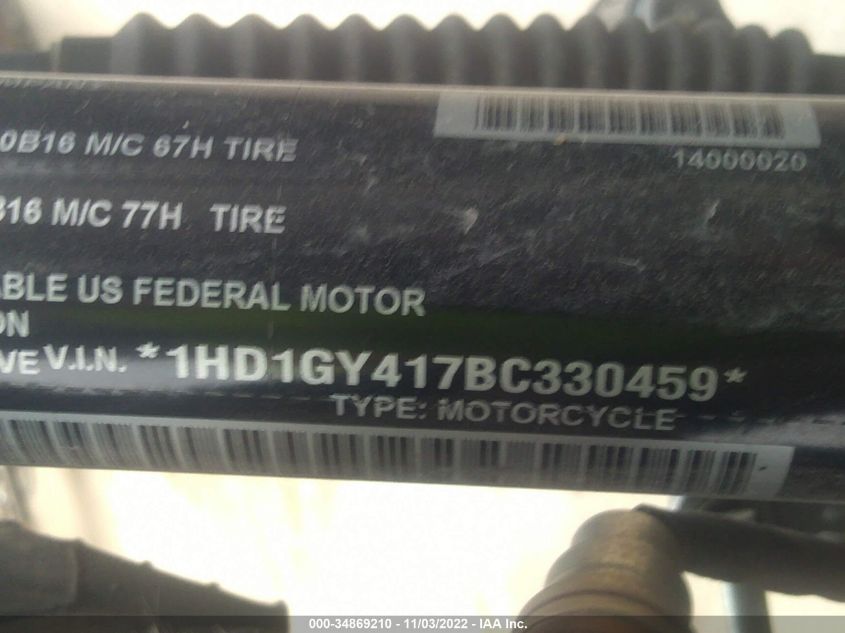 14000020
0B16 M/C 67H TIRE
B16 M/C 77H TIRE
ABLE US FEDERAL MOTOR
ON
VE V.I.N. *1HD1GY417BC330459*
TYPE: MOTORCYCLE
000-34869210 - 11/03/2022 - IAA Inc.